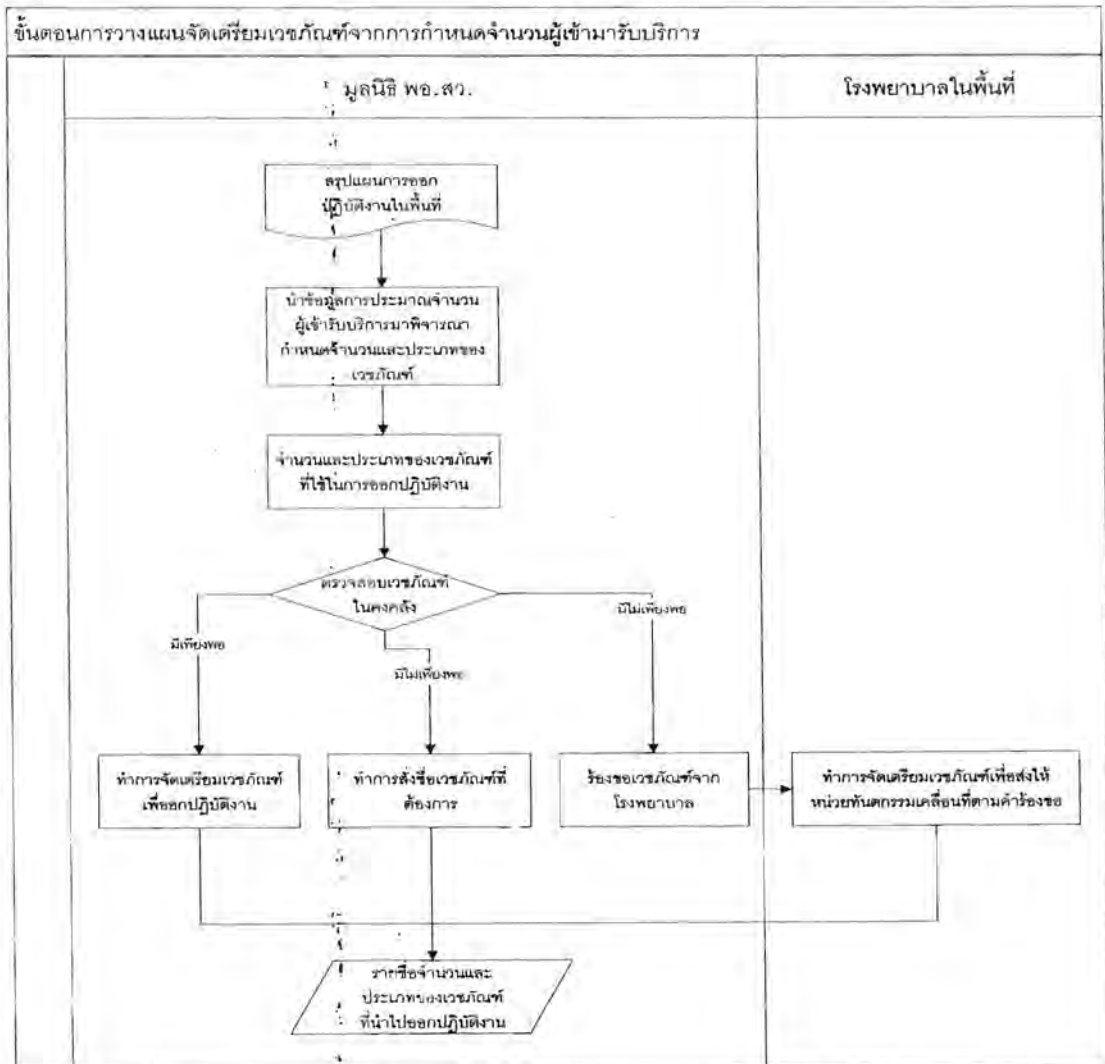 ขั้นตอนการวางแผนจัดเตรียมเวชภัณฑ์จากการกำหนดจำนวนผู้เข้ามารับบริการ
มูลนิธิ พอ.สว.
โรงพยาบาลในพื้นที่
สรุปแผนการออก
ปฏิบัติงานในพื้นที่
นำข้อมูลการประมาณจำนวน
ผู้เข้ารับบริการมาพิจารณา
กำหนดจำนวนและประเภทของ
เวชภัณฑ์
จำนวนและประเภทของเวชภัณฑ์
ที่ใช้ในการออกปฏิบัติงาน
ตรวจสอบเวชภัณฑ์
ในคงคลัง
มีเพียงพอ
มีไม่เพียงพอ
มีไม่เพียงพอ
ทำการจัดเตรียมเวชภัณฑ์
เพื่อออกปฏิบัติงาน
ทำการสั่งซื้อเวชภัณฑ์ที่
ต้องการ
ร้องขอเวชภัณฑ์จาก
โรงพยาบาล
ทำการจัดเตรียมเวชภัณฑ์เพื่อส่งให้
หน่วยทันตกรรมเคลื่อนที่ตามคำร้องขอ
รายชื่อจำนวนและ
ประเภทของเวชภัณฑ์
ที่นำไปออกปฏิบัติงาน